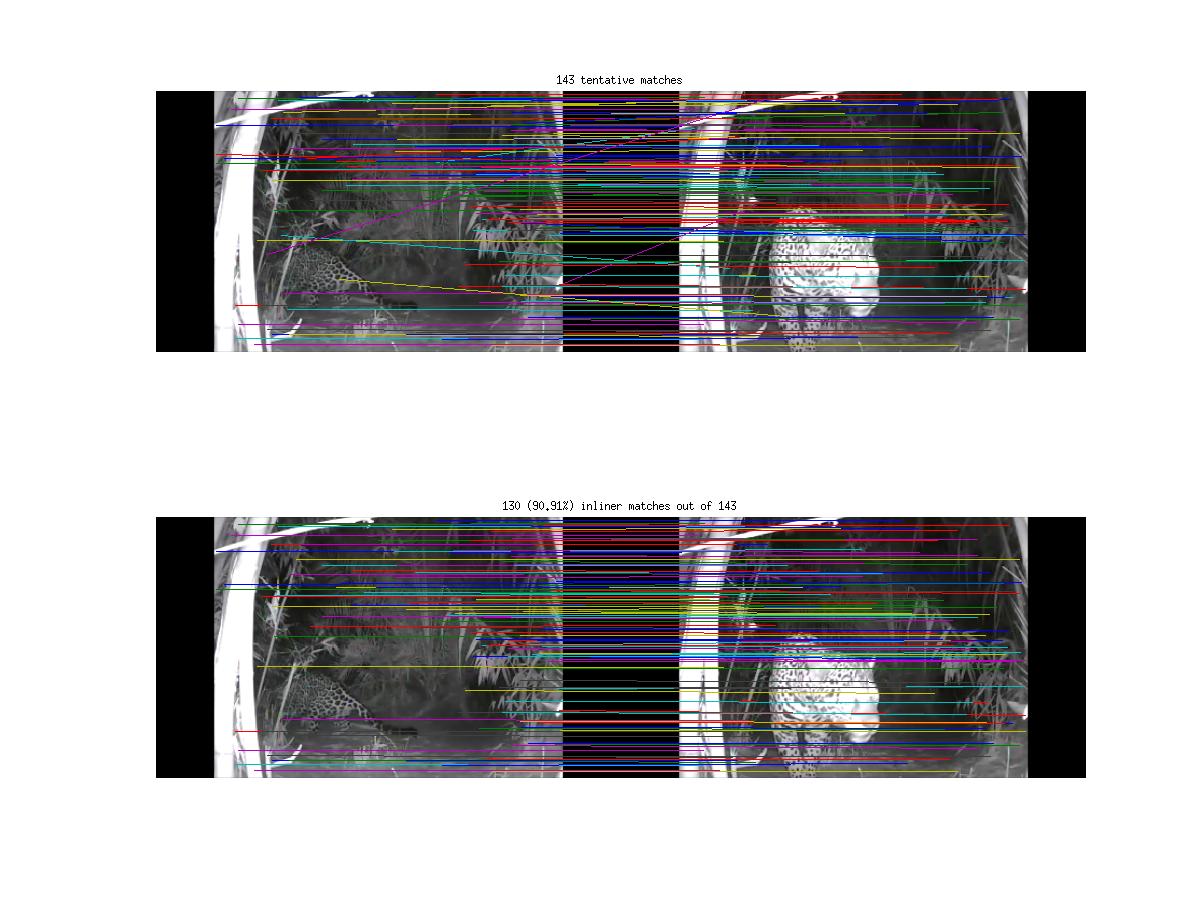 143 tentative matches
130 (90.91%) inliner matches out of 143